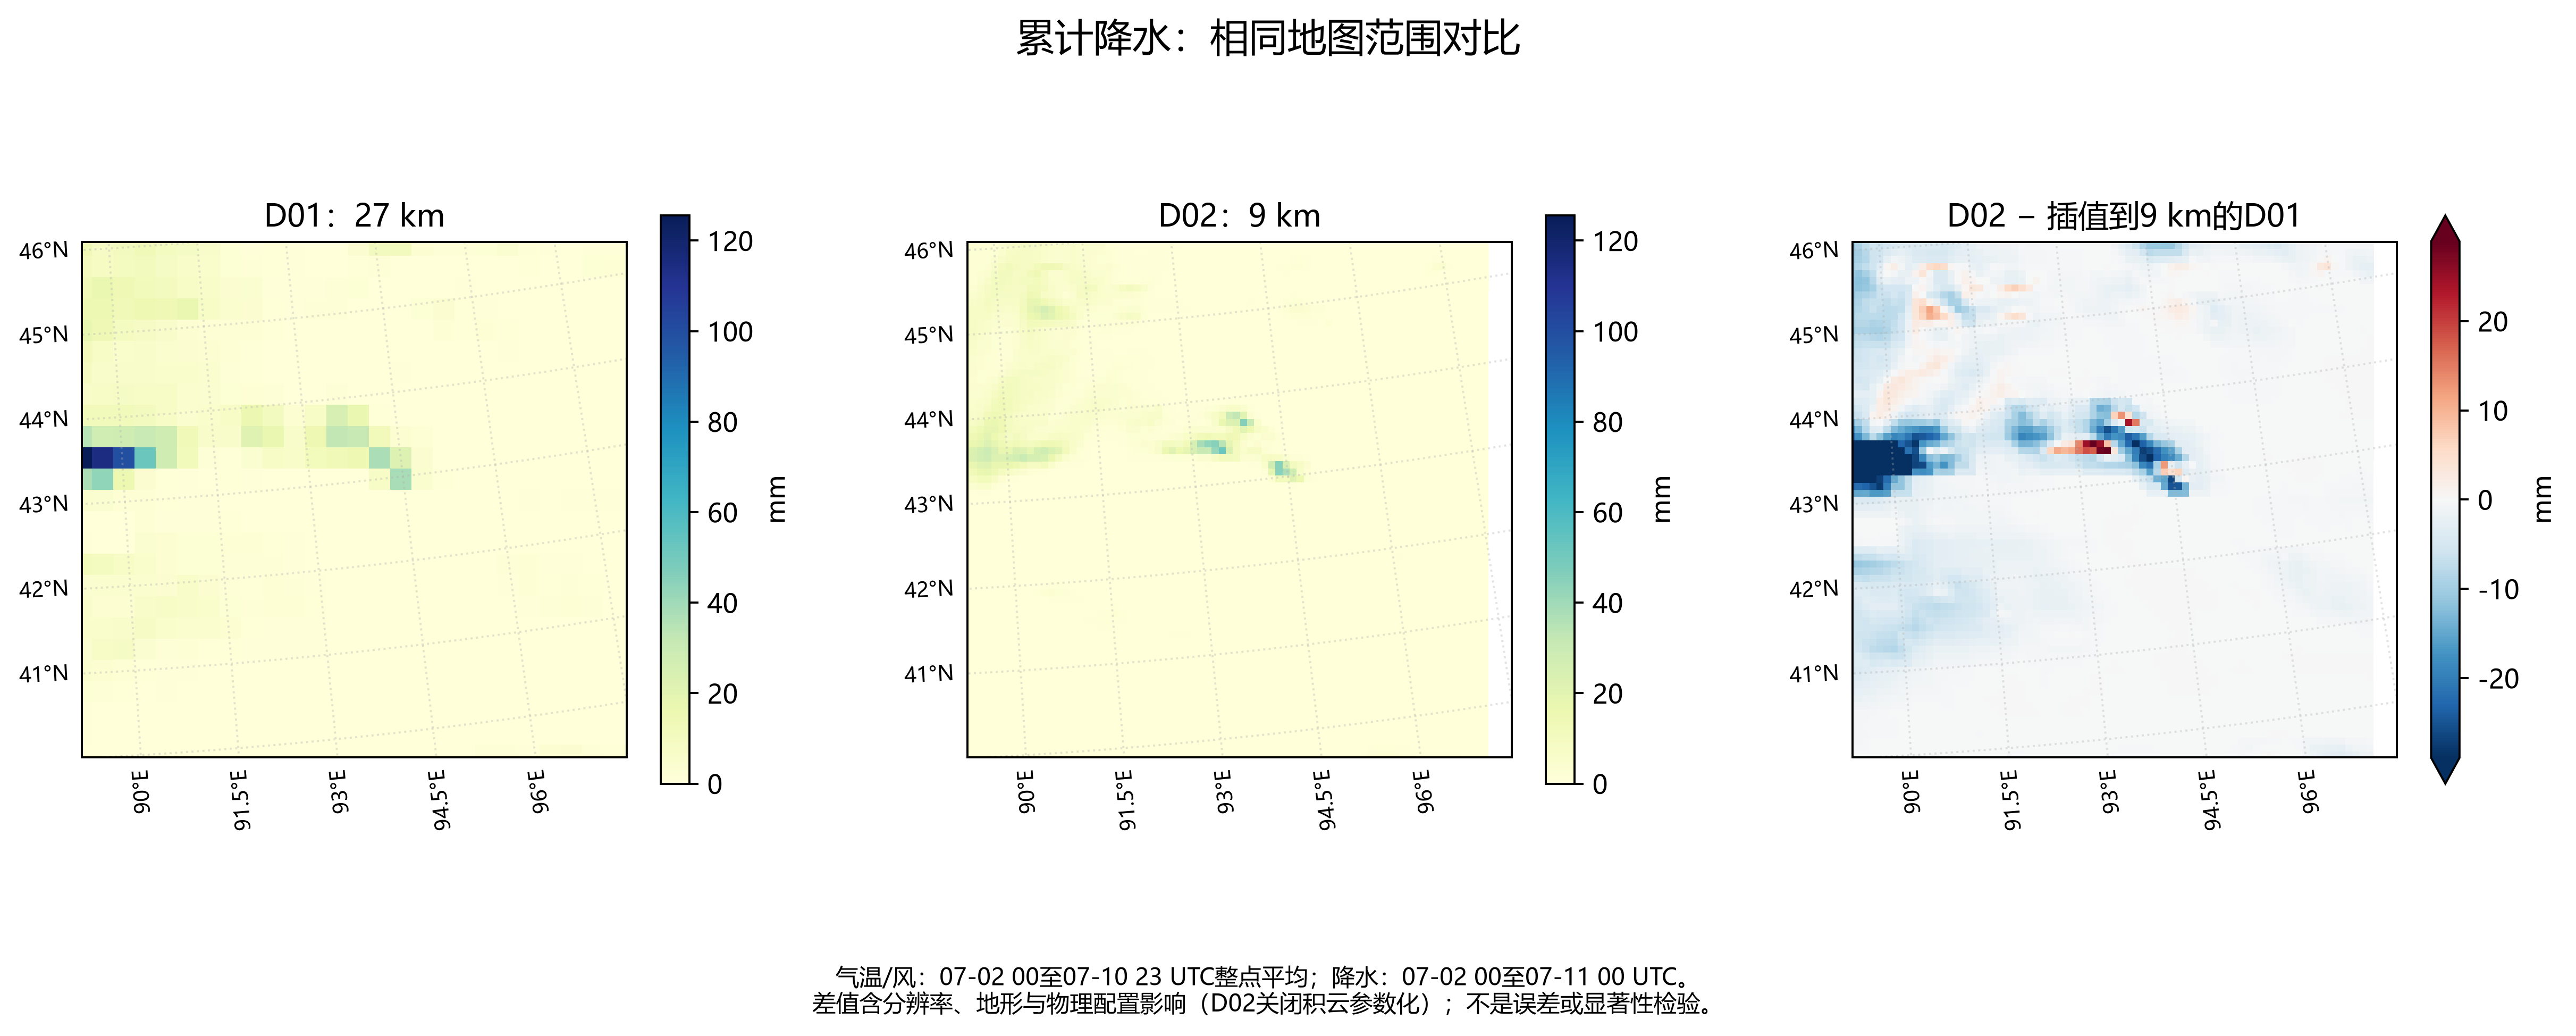 累计降水：相同地图范围对比
D01：27 km
46°N
45°N
44°N
43°N
42°N
41°N
90°E
91.5°E
93°E
94.5°E
96°E
120
100
80
60
40
20
0
mm
D02：9 km
46°N
45°N
44°N
43°N
42°N
41°N
90°E
91.5°E
93°E
94.5°E
96°E
120
100
80
60
40
20
0
mm
D02 − 插值到9 km的D01
46°N
45°N
44°N
43°N
42°N
41°N
90°E
91.5°E
93°E
94.5°E
96°E
20
10
0
-10
-20
mm
气温/风：07-02 00至07-10 23 UTC整点平均；降水：07-02 00至07-11 00 UTC。
差值含分辨率、地形与物理配置影响（D02关闭积云参数化）；不是误差或显著性检验。